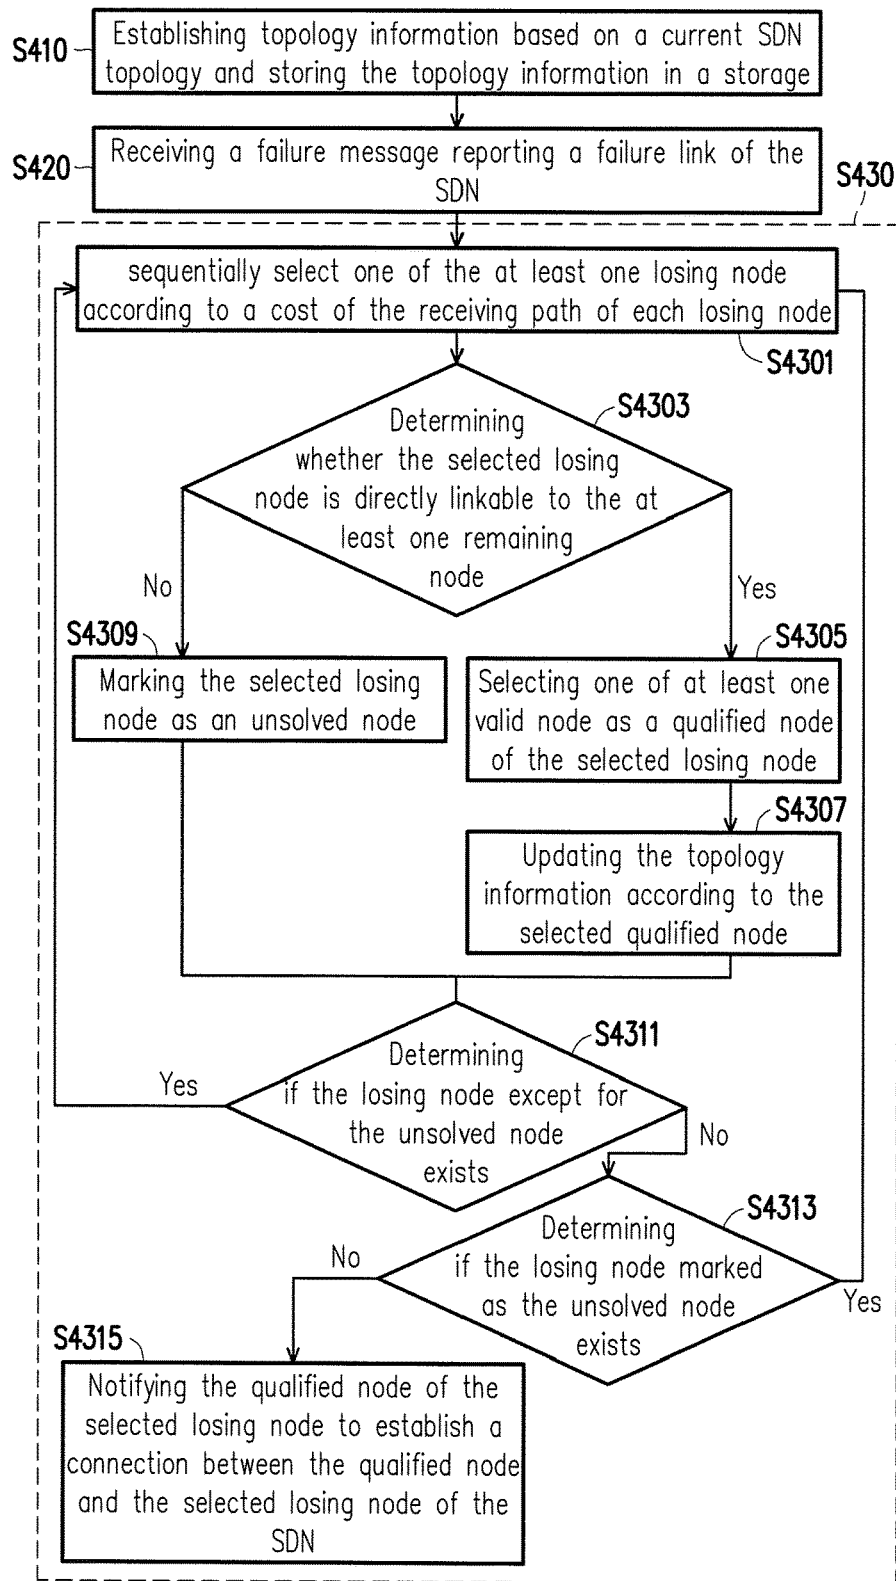 S410
Establishing topology information based on a current SDN
topology and storing the topology information in a storage
S420
Receiving a failure message reporting a failure link of the
SDN
S430
sequentially select one of the at least one losing node
according to a cost of the receiving path of each losing node
S4301
S4303
Determining
whether the selected losing
node is directly linkable to the at
least one remaining
node
No
Yes
S4309
Marking the selected losing
node as an unsolved node
S4305
Selecting one of at least one
valid node as a qualified node
of the selected losing node
S4307
Updating the topology
information according to the
selected qualified node
S4311
Determining
if the losing node except for
the unsolved node
exists
Yes
No
S4313
Determining
if the losing node marked
as the unsolved node
exists
No
Yes
S4315
Notifying the qualified node of the
selected losing node to establish a
connection between the qualified node
and the selected losing node of the
SDN